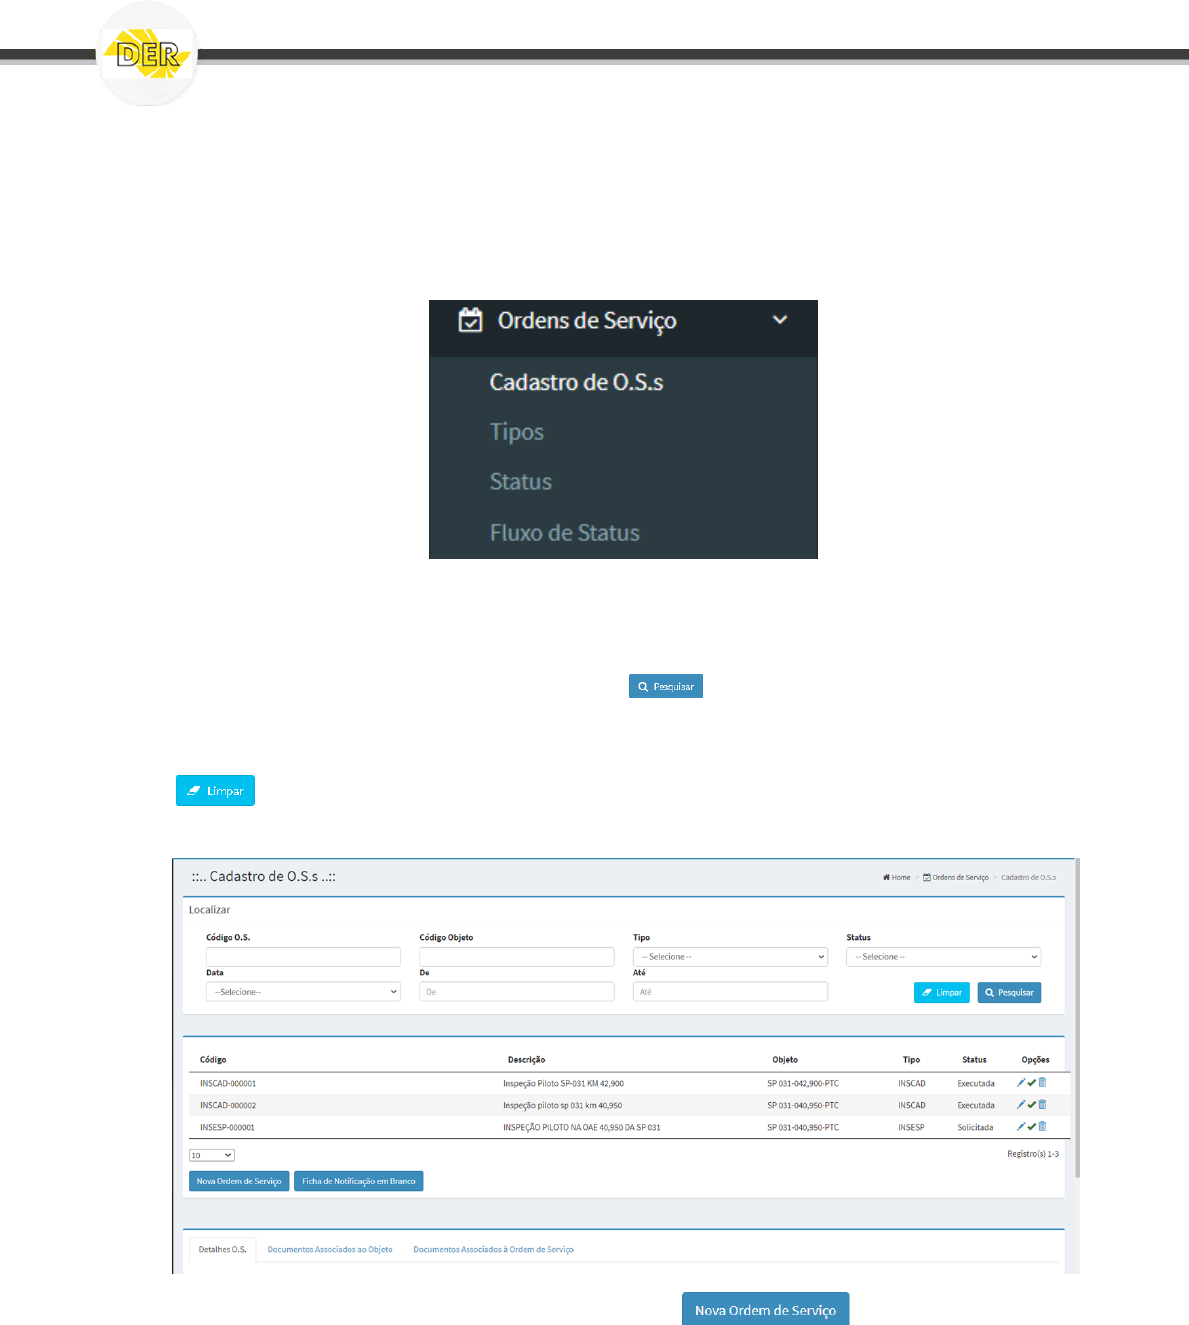 DER
Ordens de Serviço
Cadastro de O.S.s
Tipos
Status
Fluxo de Status
Pesquisar
Limpar
::.. Cadastro de O.S.s ..::
Home > Ordens de Serviço > Cadastro de O.S.s
Localizar
Código O.S. Código Objeto Tipo Status
-- Selecione -- -- Selecione --
Data De Até
--Selecione-- De Até Limpar Pesquisar
Código Descrição Objeto Tipo Status Opções
INSCAD-000001 Inspeção Piloto SP-031 KM 42,900 SP 031-042,900-PTC INSCAD Executada
INSCAD-000002 Inspeção piloto sp 031 km 40,950 SP 031-040,950-PTC INSCAD Executada
INSESP-000001 INSPEÇÃO PILOTO NA OAE 40,950 DA SP 031 SP 031-040,950-PTC INSESP Solicitada
10 Registro(s) 1-3
Nova Ordem de Serviço Ficha de Notificação em Branco
Detalhes O.S. Documentos Associados ao Objeto Documentos Associados à Ordem de Serviço
Nova Ordem de Serviço